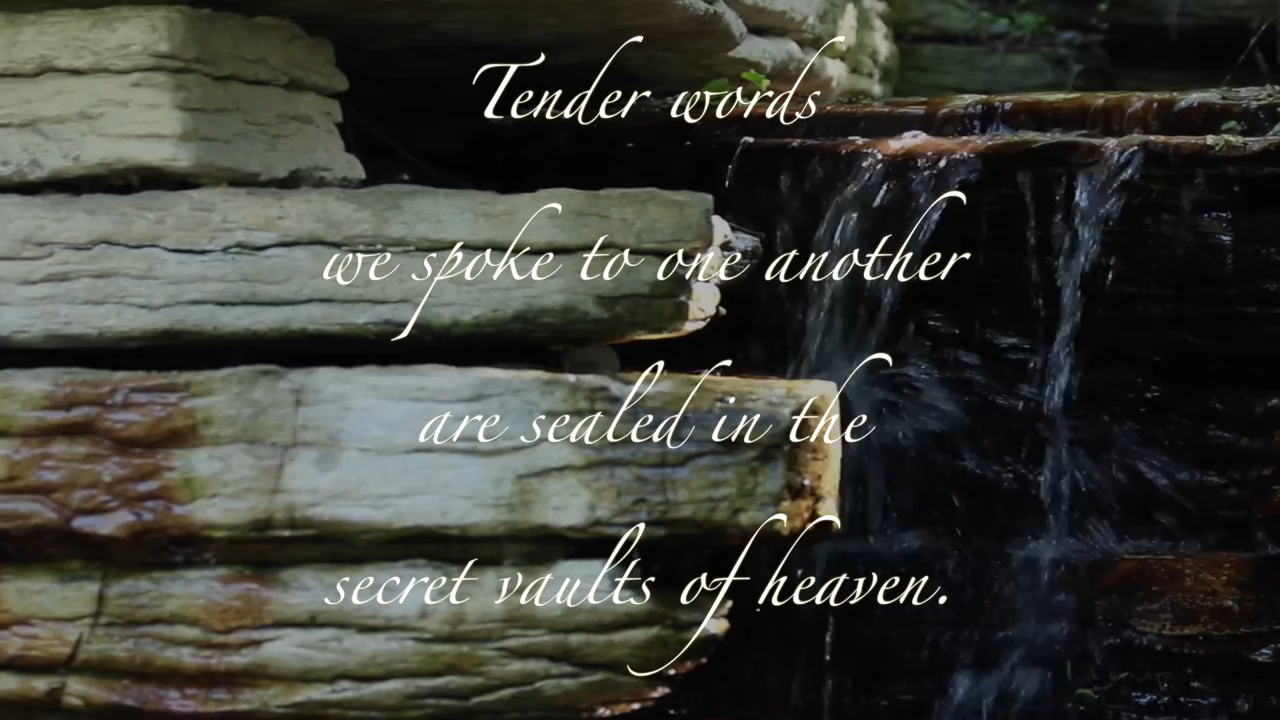 Tender words
we spoke to one another
are sealed in the
secret vaults of heaven.